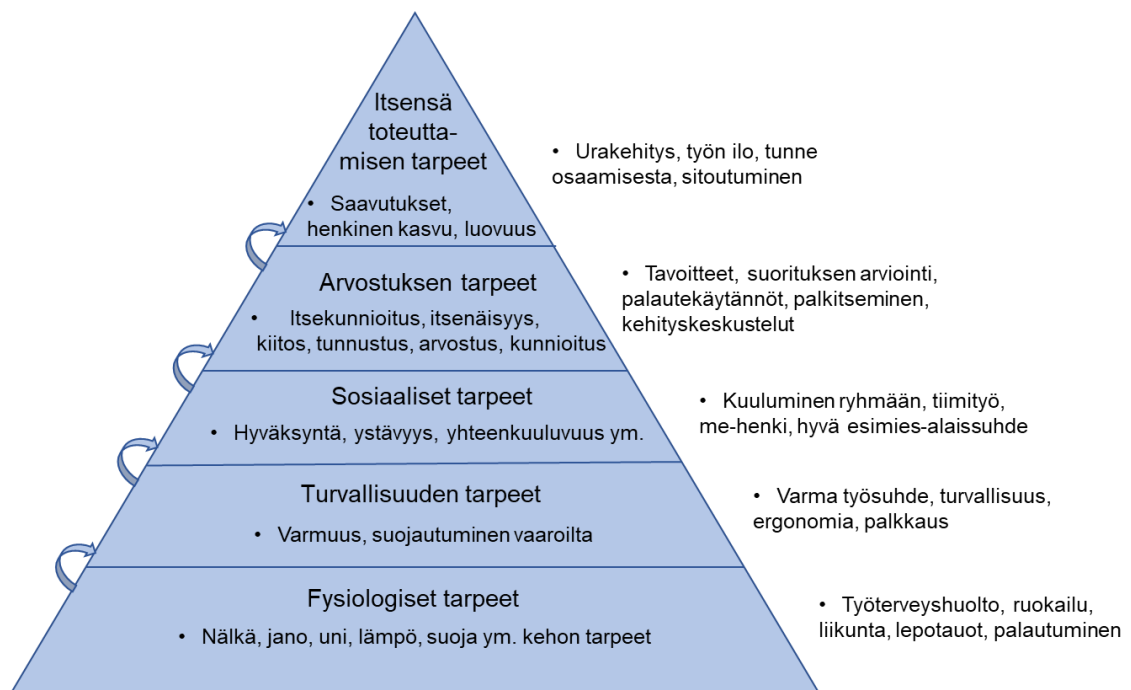 Itsensä
toteutta-
misen tarpeet
• Saavutukset,
henkinen kasvu, luovuus
• Urakehitys, työn ilo, tunne
osaamisesta, sitoutuminen
Arvostuksen tarpeet
• Itsekunnioitus, itsenäisyys,
kiitos, tunnustus, arvostus, kunnioitus
• Tavoitteet, suorituksen arviointi,
palautekäytännöt, palkitseminen,
kehityskeskustelut
Sosiaaliset tarpeet
• Hyväksyntä, ystävyys, yhteenkuuluvuus ym.
• Kuuluminen ryhmään, tiimityö,
me-henki, hyvä esimies-alaissuhde
Turvallisuuden tarpeet
• Varmuus, suojautuminen vaaroilta
• Varma työsuhde, turvallisuus,
ergonomia, palkkaus
Fysiologiset tarpeet
• Nälkä, jano, uni, lämpö, suoja ym. kehon tarpeet
• Työterveyshuolto, ruokailu,
liikunta, lepotauot, palautuminen